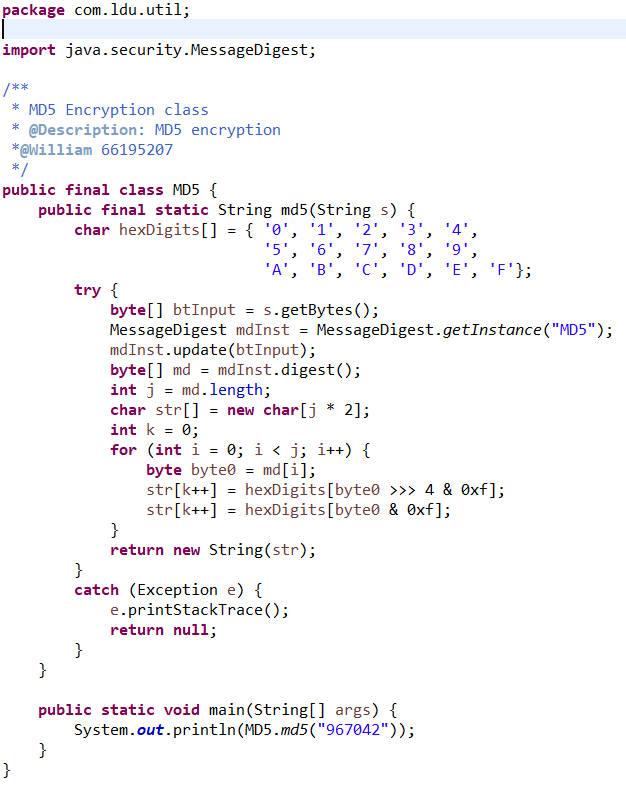 package com.ldu.util;
import java.security.MessageDigest;
/**
 * MD5 Encryption class
 * @Description: MD5 encryption
 *@William 66195207
 */
public final class MD5 {
    public final static String md5(String s) {
        char hexDigits[] = { '0', '1', '2', '3', '4',
                             '5', '6', '7', '8', '9',
                             'A', 'B', 'C', 'D', 'E', 'F'};
        try {
            byte[] btInput = s.getBytes();
            MessageDigest mdInst = MessageDigest.getInstance("MD5");
            mdInst.update(btInput);
            byte[] md = mdInst.digest();
            int j = md.length;
            char str[] = new char[j * 2];
            int k = 0;
            for (int i = 0; i < j; i++) {
                byte byte0 = md[i];
                str[k++] = hexDigits[byte0 >>> 4 & 0xf];
                str[k++] = hexDigits[byte0 & 0xf];
            }
            return new String(str);
        }
        catch (Exception e) {
            e.printStackTrace();
            return null;
        }
    }
    public static void main(String[] args) {
        System.out.println(MD5.md5("967042"));
    }
}